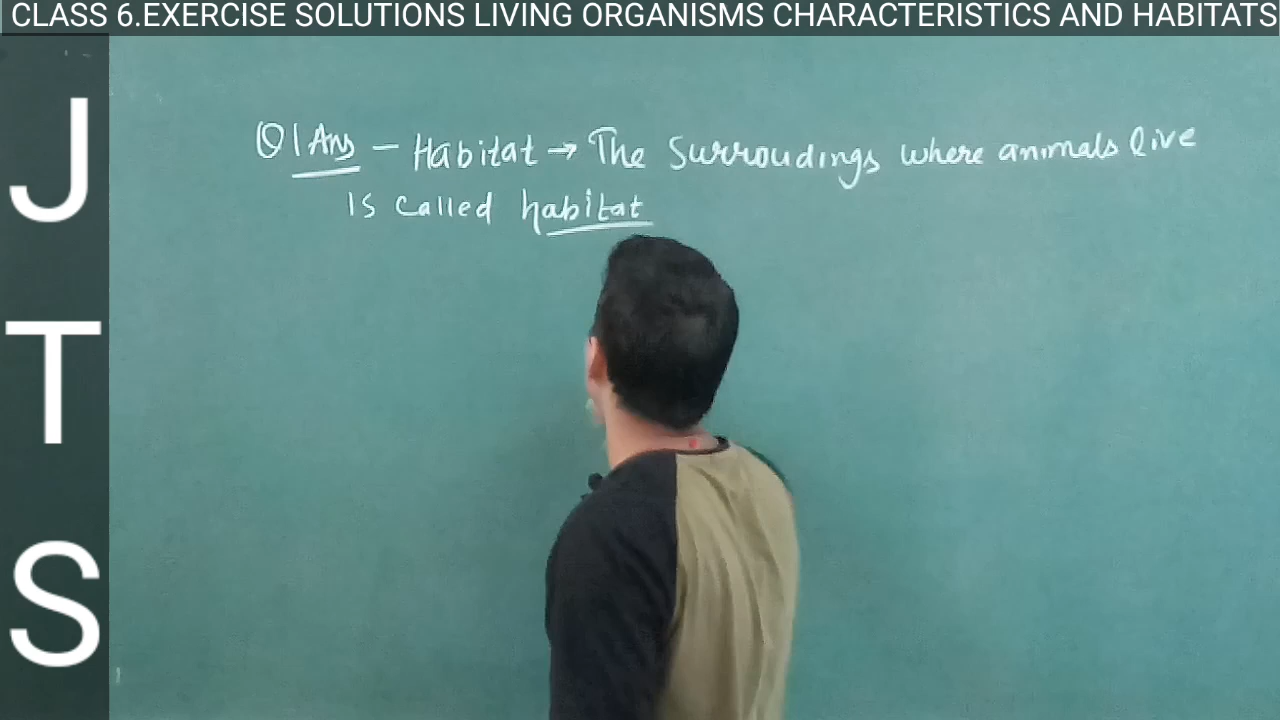 CLASS 6.EXERCISE SOLUTIONS LIVING ORGANISMS CHARACTERISTICS AND HABITATS
J
T
S
Q1 Ans – Habitat → The Surroudings where animals live
is called habitat